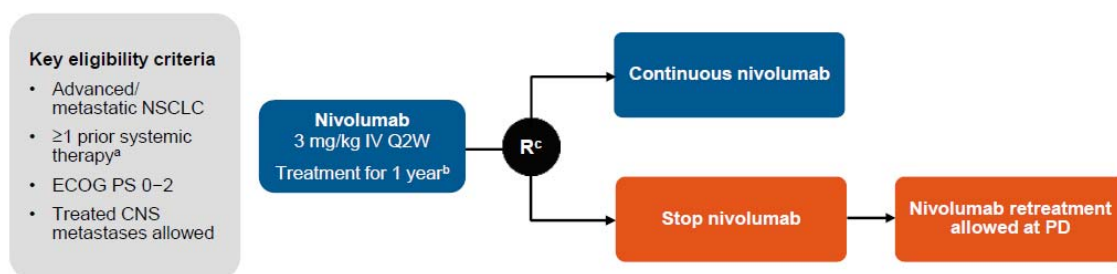 Key eligibility criteria
• Advanced/
metastatic NSCLC
• ≥1 prior systemic
therapyᵃ
• ECOG PS 0−2
• Treated CNS
metastases allowed
Nivolumab
3 mg/kg IV Q2W
Treatment for 1 yearᵇ
Rᶜ
Continuous nivolumab
Stop nivolumab
Nivolumab retreatment
allowed at PD